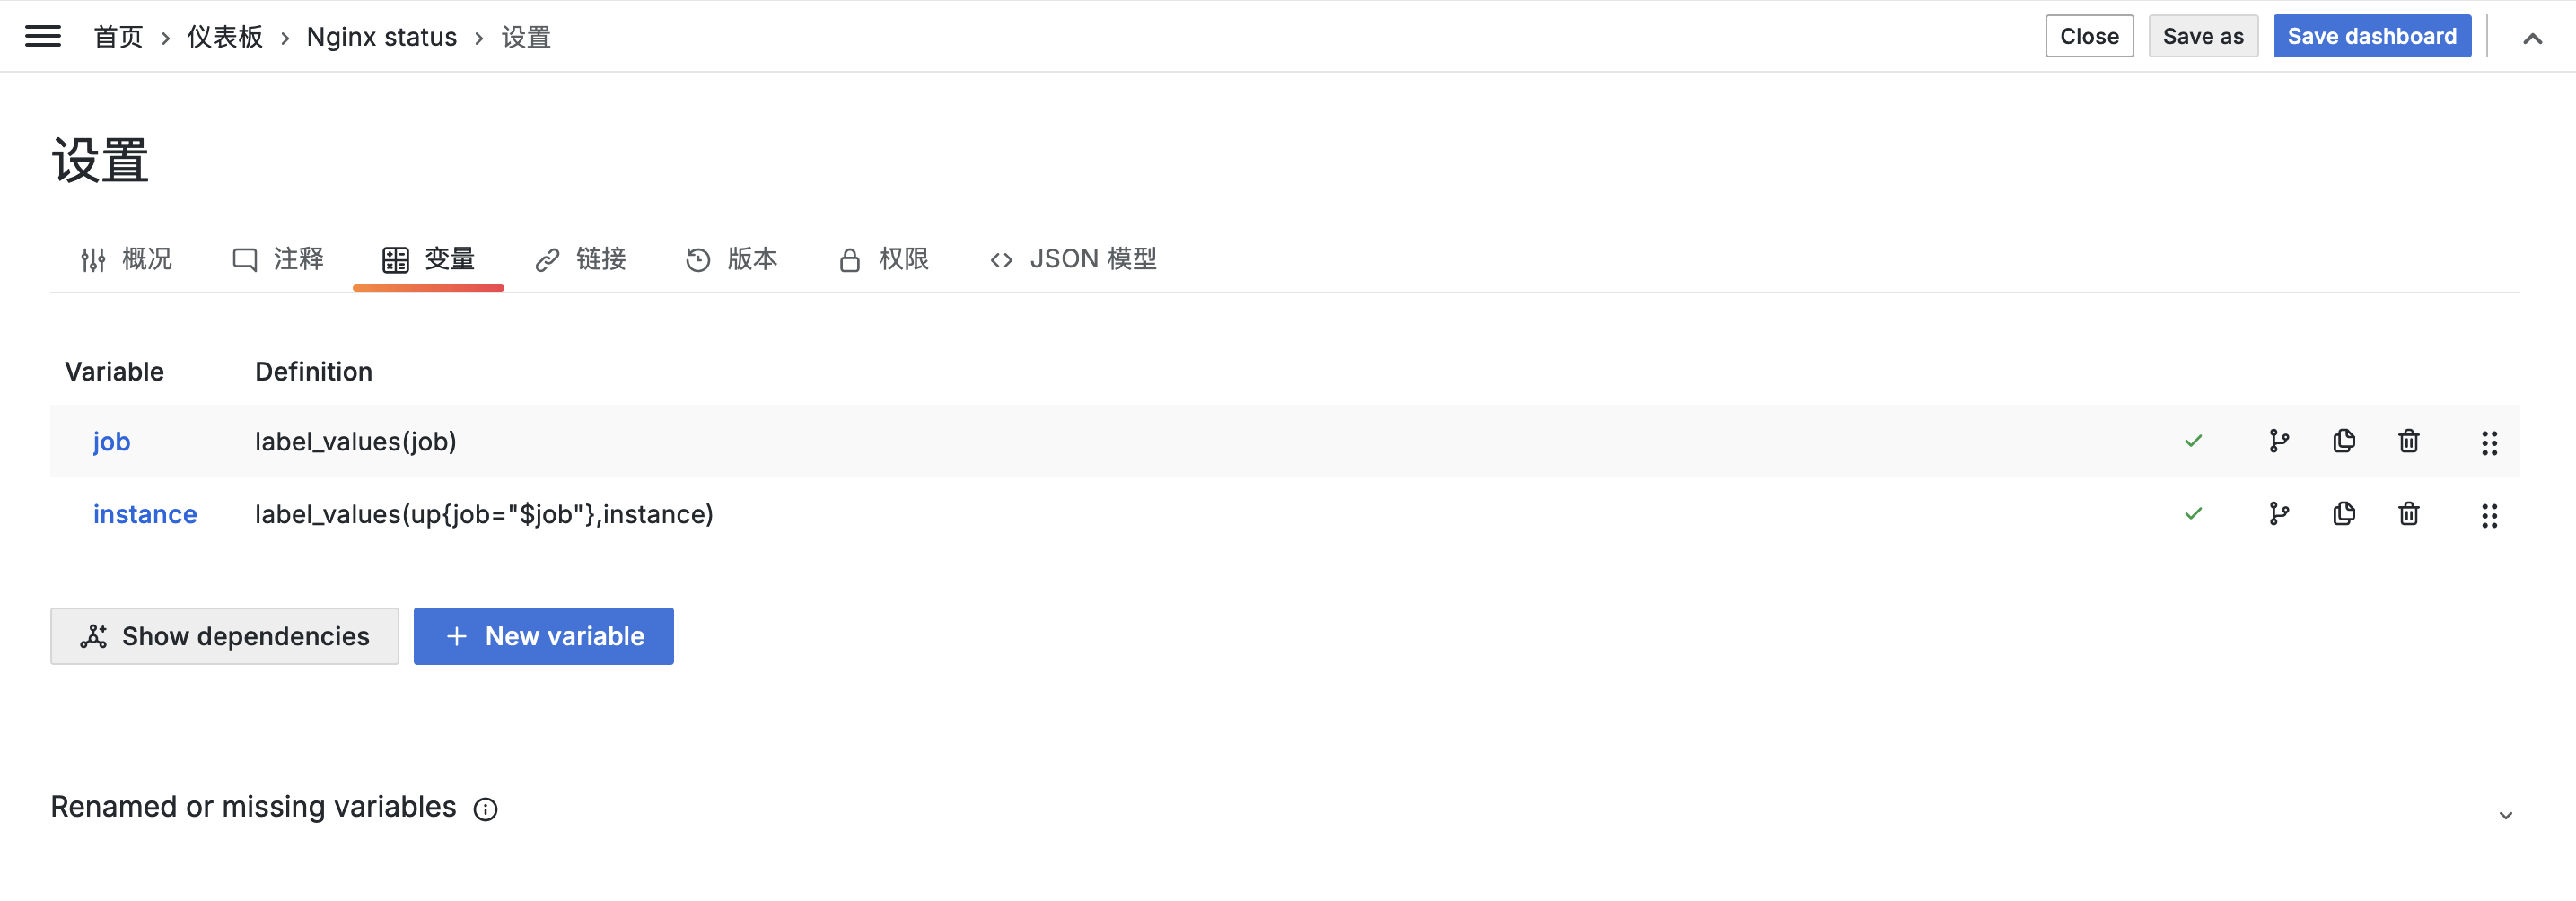 首页 › 仪表板 › Nginx status › 设置 Close Save as Save dashboard
设置
概况 注释 变量 链接 版本 权限 JSON 模型
Variable Definition
job label_values(job)
instance label_values(up{job="$job"},instance)
Show dependencies + New variable
Renamed or missing variables